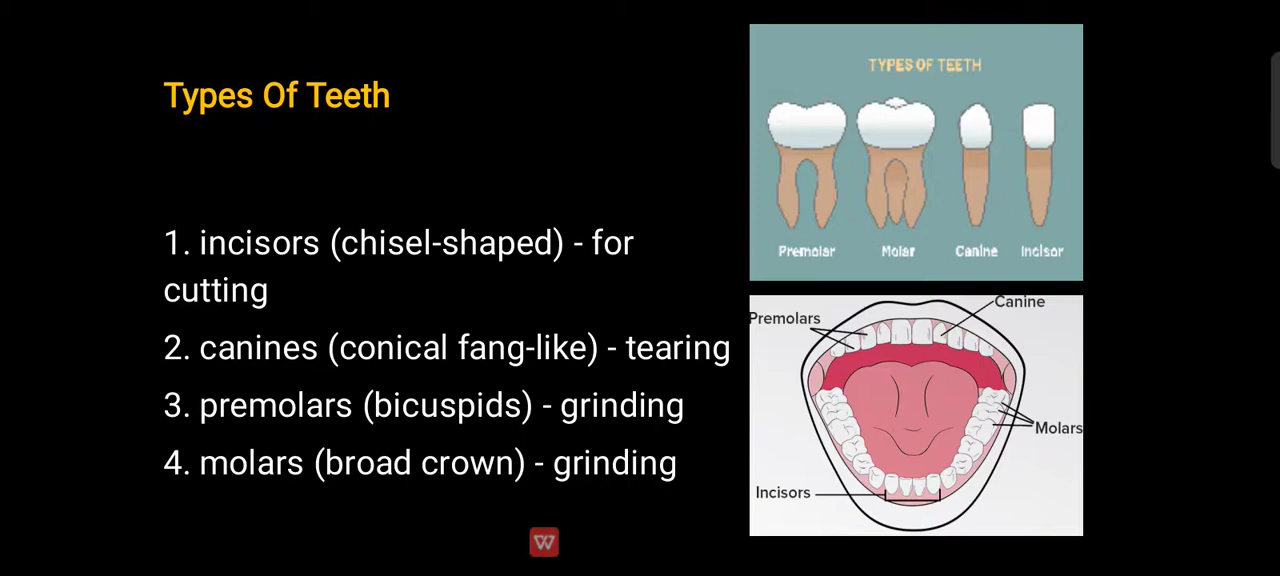 Types Of Teeth
1. incisors (chisel-shaped) - for
cutting
2. canines (conical fang-like) - tearing
3. premolars (bicuspids) - grinding
4. molars (broad crown) - grinding
TYPES OF TEETH
Premolar Molar Canine Incisor
Canine
Premolars
Molars
Incisors